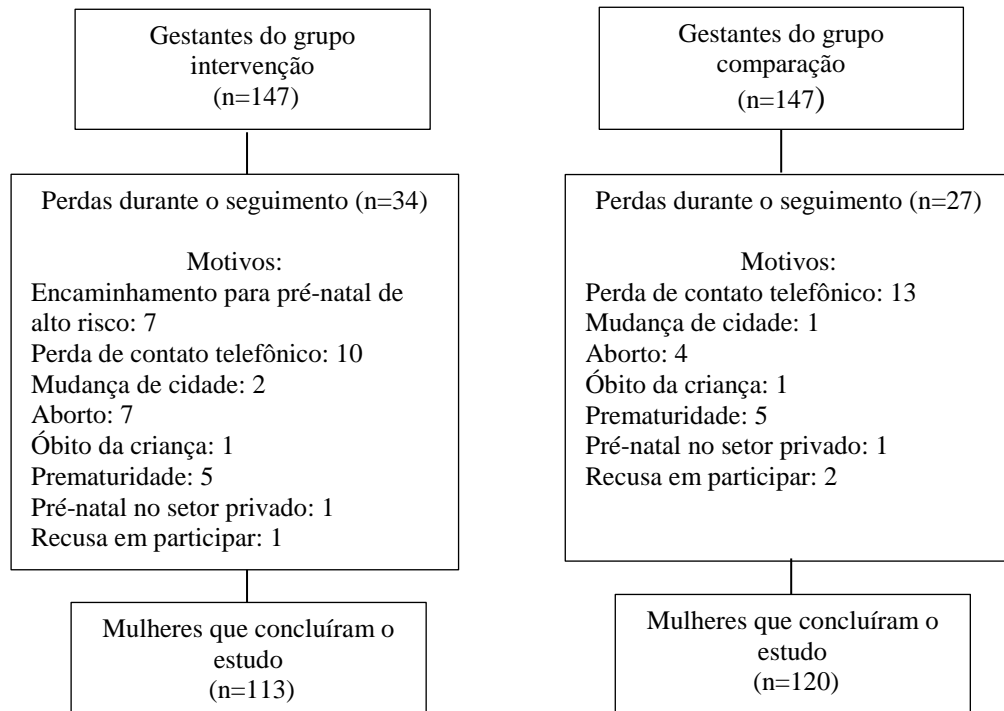 Gestantes do grupo
intervenção
(n=147)
Gestantes do grupo
comparação
(n=147)
Perdas durante o seguimento (n=34)
Motivos:
Encaminhamento para pré-natal de
alto risco: 7
Perda de contato telefônico: 10
Mudança de cidade: 2
Aborto: 7
Óbito da criança: 1
Prematuridade: 5
Pré-natal no setor privado: 1
Recusa em participar: 1
Perdas durante o seguimento (n=27)
Motivos:
Perda de contato telefônico: 13
Mudança de cidade: 1
Aborto: 4
Óbito da criança: 1
Prematuridade: 5
Pré-natal no setor privado: 1
Recusa em participar: 2
Mulheres que concluíram o
estudo
(n=113)
Mulheres que concluíram o
estudo
(n=120)